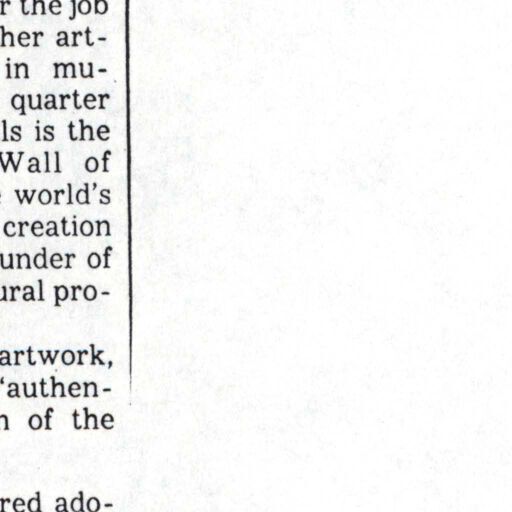 r the job
her art-
in mu-
quarter
ls is the
Wall of
world's
creation
under of
ural pro-
artwork,
'authen-
of the
red ado-